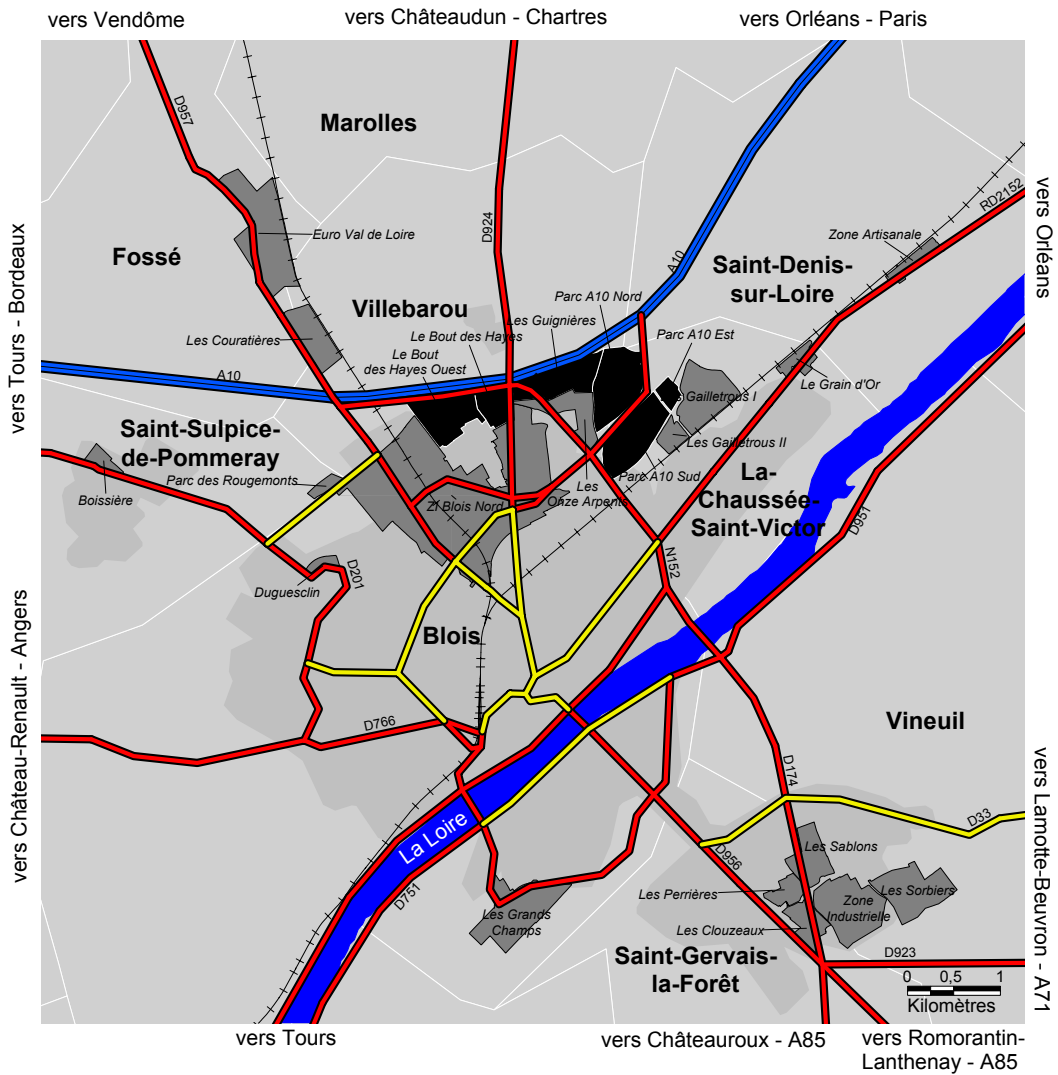 vers Vendôme
vers Châteaudun - Chartres
vers Orléans - Paris
D957
Marolles
D924
A10
RD2152
vers Orléans
Euro Val de Loire
Zone Artisanale
Fossé
Saint-Denis-
sur-Loire
vers Tours - Bordeaux
Villebarou
Parc A10 Nord
Les Guignières
Le Bout des Hayes
Parc A10 Est
Les Couratières
Le Bout
des Hayes Ouest
Le Grain d'Or
A10
Les Gailletrous I
Saint-Sulpice-
de-Pommeray
Les Gailletrous II
Boissière
Parc des Rougemonts
Parc A10 Sud
La-
Chaussée-
Saint-Victor
ZI Blois Nord
Les
Onze Arpents
D951
N152
D201
Duguesclin
Blois
vers Château-Renault - Angers
D766
Vineuil
D174
vers Lamotte-Beuvron - A71
La Loire
D33
D956
Les Sablons
D751
Les Perrières
Les Sorbiers
Zone
Industrielle
Les Grands
Champs
Les Clouzeaux
Saint-Gervais-
la-Forêt
D923
0 0,5 1
Kilomètres
vers Tours
vers Châteauroux - A85
vers Romorantin-
Lanthenay - A85